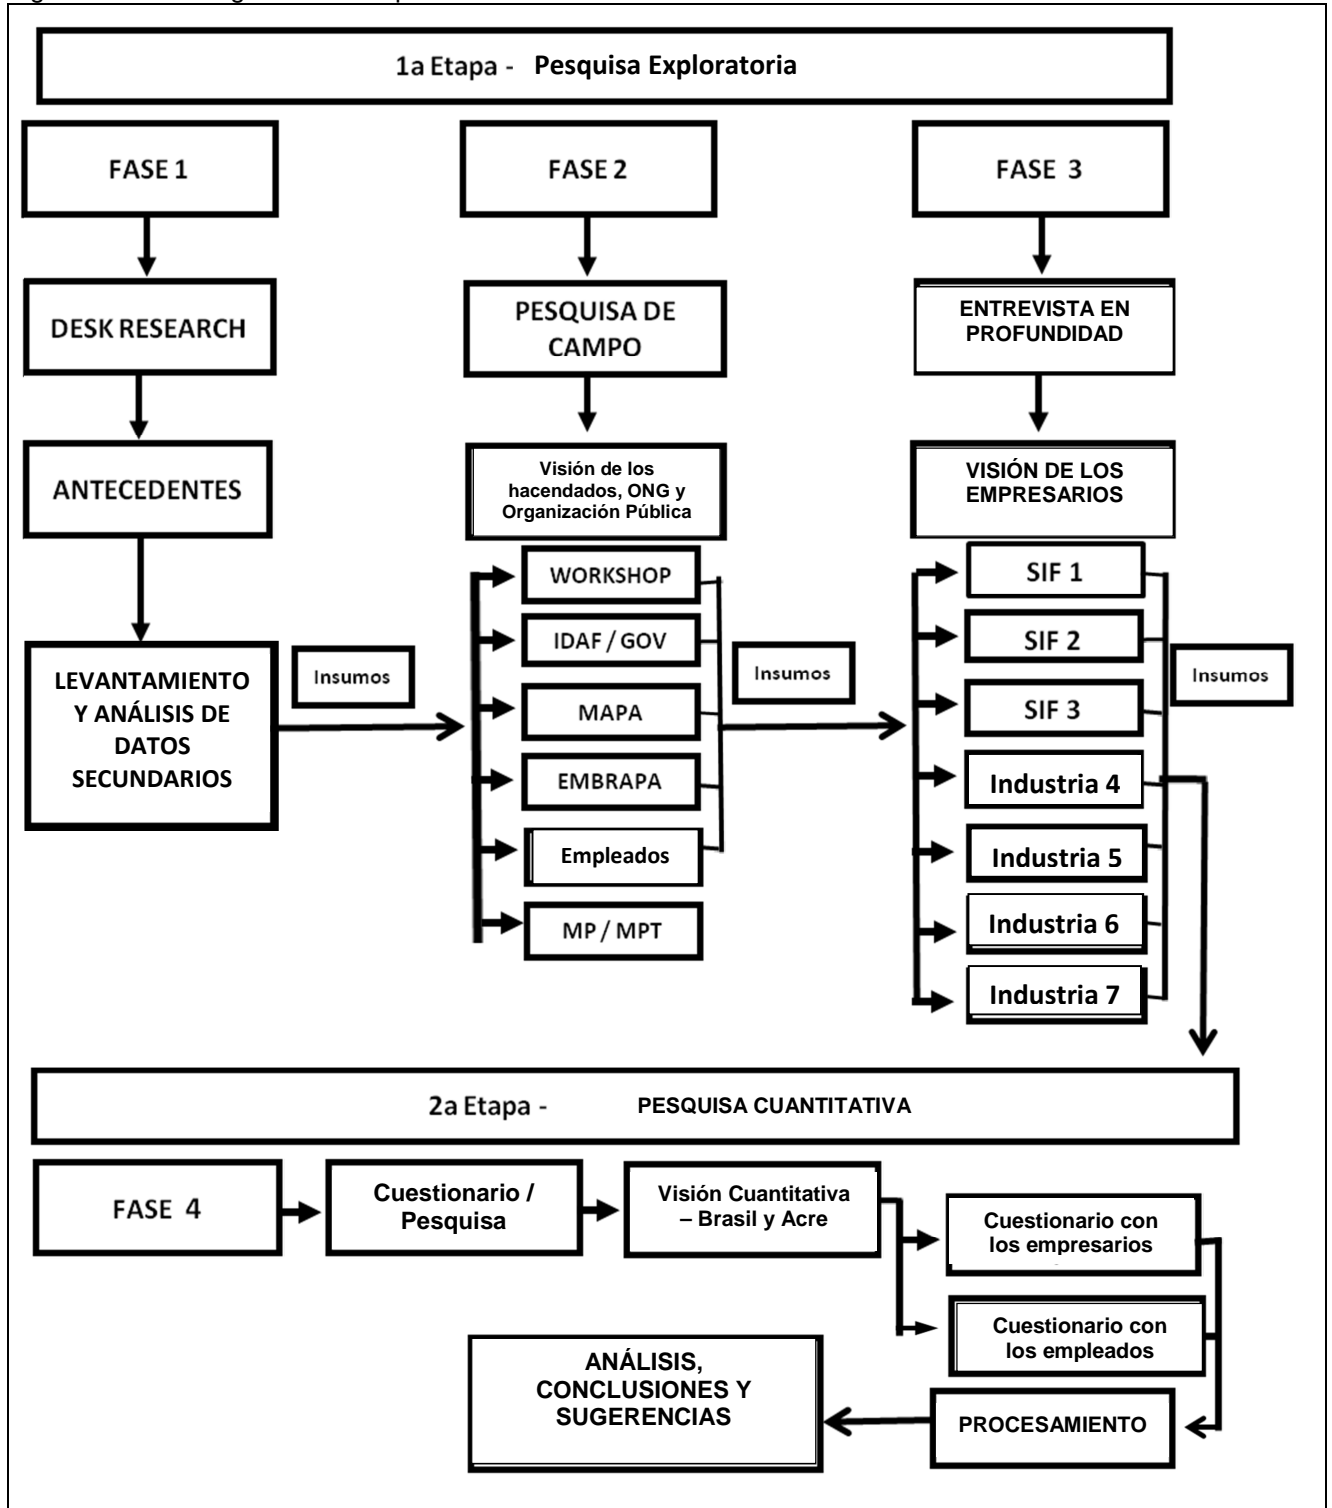 1a Etapa - Pesquisa Exploratoria
FASE 1
FASE 2
FASE 3
DESK RESEARCH
PESQUISA DE
CAMPO
ENTREVISTA EN
PROFUNDIDAD
ANTECEDENTES
Visión de los
hacendados, ONG y
Organización Pública
VISIÓN DE LOS
EMPRESARIOS
LEVANTAMIENTO
Y ANÁLISIS DE
DATOS
SECUNDARIOS
Insumos
WORKSHOP
IDAF / GOV
MAPA
EMBRAPA
Empleados
MP / MPT
Insumos
SIF 1
SIF 2
SIF 3
Industria 4
Industria 5
Industria 6
Industria 7
Insumos
2a Etapa - PESQUISA CUANTITATIVA
FASE 4
Cuestionario /
Pesquisa
Visión Cuantitativa
– Brasil y Acre
Cuestionario con
los empresarios
Cuestionario con
los empleados
PROCESAMIENTO
ANÁLISIS,
CONCLUSIONES Y
SUGERENCIAS